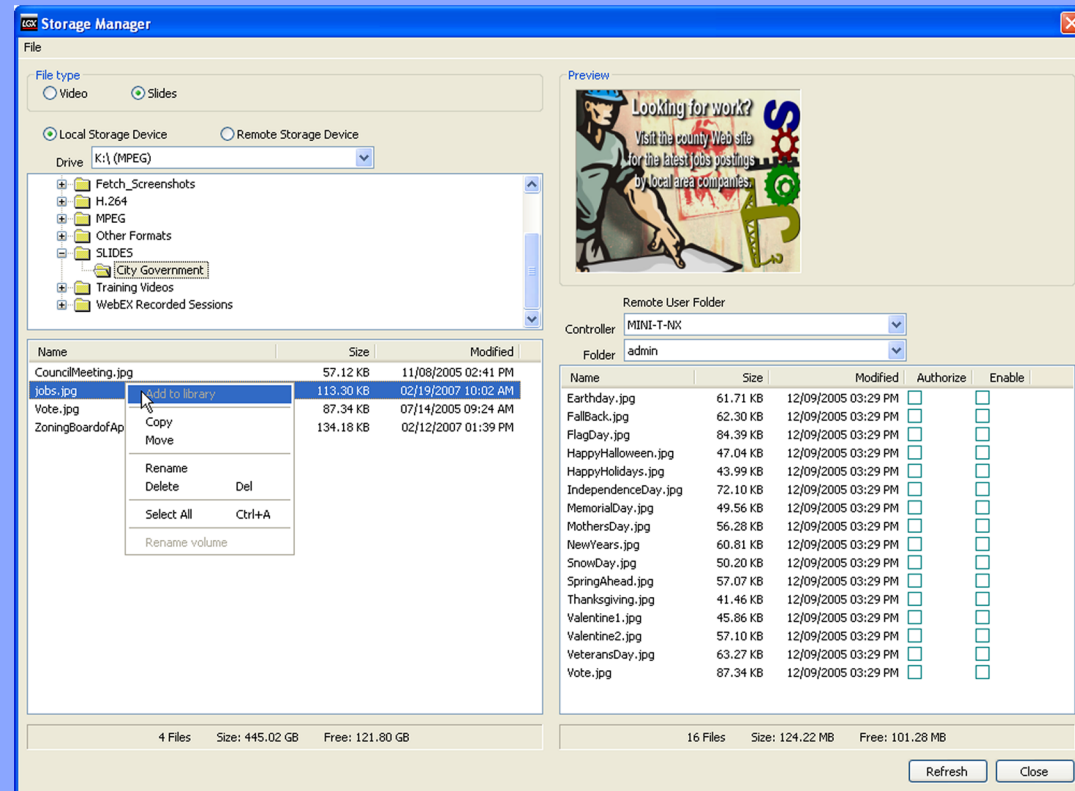 LGX Storage Manager
File
File type
Video Slides
Local Storage Device Remote Storage Device
Drive K:\ (MPEG)
Fetch_Screenshots
H.264
MPEG
Other Formats
SLIDES
City Government
Training Videos
WebEX Recorded Sessions
Name Size Modified
CouncilMeeting.jpg 57.12 KB 11/08/2005 02:41 PM
jobs.jpg 113.30 KB 02/19/2007 10:02 AM
Vote.jpg 87.34 KB 07/14/2005 09:24 AM
ZoningBoardofAp 134.18 KB 02/12/2007 01:39 PM
Add to library
Copy
Move
Rename
Delete Del
Select All Ctrl+A
Rename volume
4 Files Size: 445.02 GB Free: 121.80 GB
Preview
Looking for work?
Visit the county Web site
for the latest jobs postings
by local area companies.
JOBS
Remote User Folder
Controller MINI-T-NX
Folder admin
Name Size Modified Authorize Enable
Earthday.jpg 61.71 KB 12/09/2005 03:29 PM
FallBack.jpg 62.30 KB 12/09/2005 03:29 PM
FlagDay.jpg 84.39 KB 12/09/2005 03:29 PM
HappyHalloween.jpg 47.04 KB 12/09/2005 03:29 PM
HappyHolidays.jpg 43.99 KB 12/09/2005 03:29 PM
IndependenceDay.jpg 72.10 KB 12/09/2005 03:29 PM
MemorialDay.jpg 49.56 KB 12/09/2005 03:29 PM
MothersDay.jpg 56.28 KB 12/09/2005 03:29 PM
NewYears.jpg 60.81 KB 12/09/2005 03:29 PM
SnowDay.jpg 50.20 KB 12/09/2005 03:29 PM
SpringAhead.jpg 57.07 KB 12/09/2005 03:29 PM
Thanksgiving.jpg 41.46 KB 12/09/2005 03:29 PM
Valentine1.jpg 45.86 KB 12/09/2005 03:29 PM
Valentine2.jpg 57.10 KB 12/09/2005 03:29 PM
VeteransDay.jpg 63.27 KB 12/09/2005 03:29 PM
Vote.jpg 87.34 KB 12/09/2005 03:29 PM
16 Files Size: 124.22 MB Free: 101.28 MB
Refresh Close